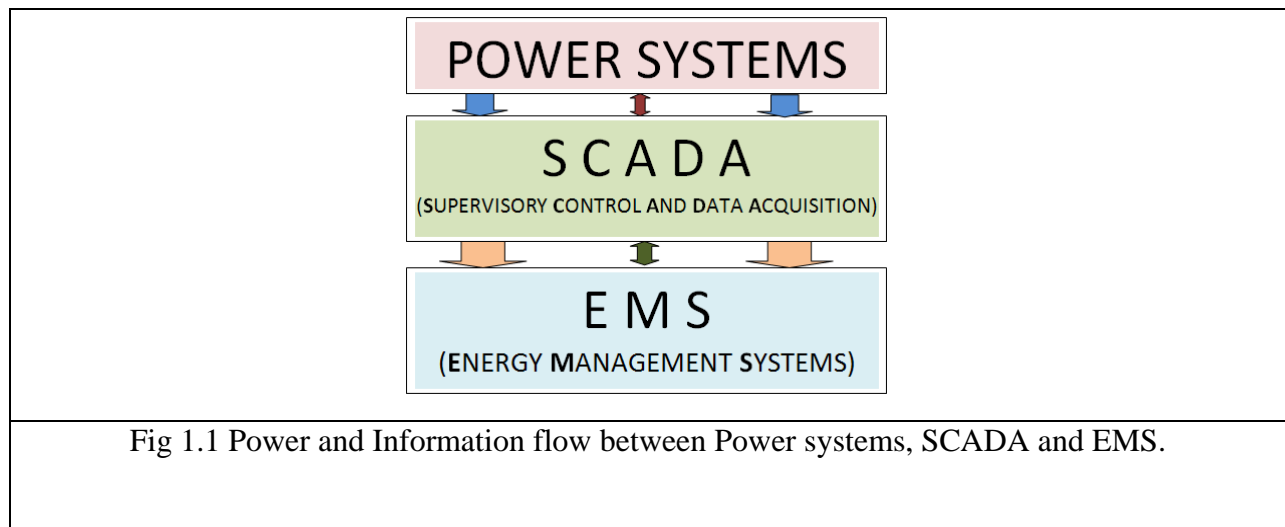 POWER SYSTEMS
S C A D A
(SUPERVISORY CONTROL AND DATA ACQUISITION)
E M S
(ENERGY MANAGEMENT SYSTEMS)
Fig 1.1 Power and Information flow between Power systems, SCADA and EMS.